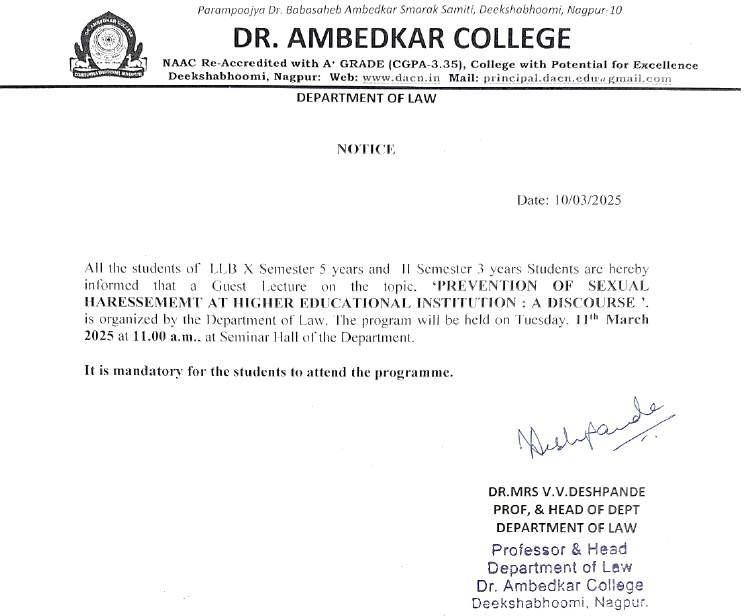 Parampoojya Dr. Babasaheb Ambedkar Smarak Samiti, Deekshabhoomi, Nagpur-10
DR. AMBEDKAR COLLEGE
NAAC Re-Accredited with A+ GRADE (CGPA-3.35), College with Potential for Excellence
Deekshabhoomi, Nagpur: Web: www.dacn.in Mail: principal.dacn.edu@gmail.com
DEPARTMENT OF LAW
NOTICE
Date: 10/03/2025
All the students of LLB X Semester 5 years and II Semester 3 years Students are hereby
informed that a Guest Lecture on the topic. ‘PREVENTION OF SEXUAL
HARESSEMEMT AT HIGHER EDUCATIONAL INSTITUTION : A DISCOURSE ’.
is organized by the Department of Law. The program will be held on Tuesday. 11th March
2025 at 11.00 a.m.. at Seminar Hall of the Department.
It is mandatory for the students to attend the programme.
Deshpande
DR.MRS V.V.DESHPANDE
PROF, & HEAD OF DEPT
DEPARTMENT OF LAW
Professor & Head
Department of Law
Dr. Ambedkar College
Deekshabhoomi, Nagpur.